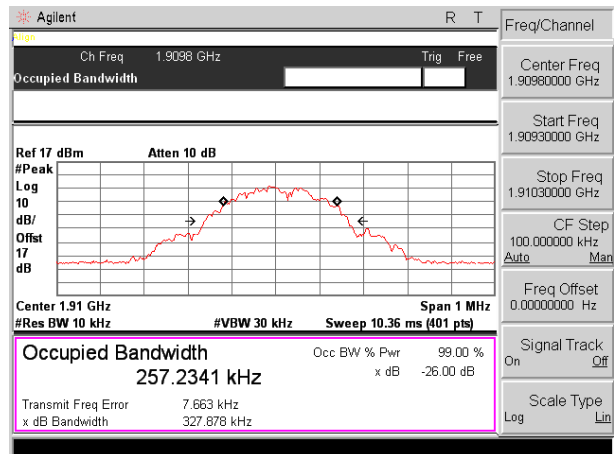 Agilent R T
Align
Ch Freq 1.9098 GHz Trig Free
Occupied Bandwidth
Ref 17 dBm Atten 10 dB
#Peak
Log
10
dB/
Offst
17
dB
Center 1.91 GHz Span 1 MHz
#Res BW 10 kHz #VBW 30 kHz Sweep 10.36 ms (401 pts)
Occupied Bandwidth Occ BW % Pwr 99.00 %
257.2341 kHz x dB -26.00 dB
Transmit Freq Error 7.663 kHz
x dB Bandwidth 327.878 kHz
Freq/Channel
Center Freq
1.90980000 GHz
Start Freq
1.90930000 GHz
Stop Freq
1.91030000 GHz
CF Step
100.000000 kHz
Auto Man
Freq Offset
0.00000000 Hz
Signal Track
On Off
Scale Type
Log Lin